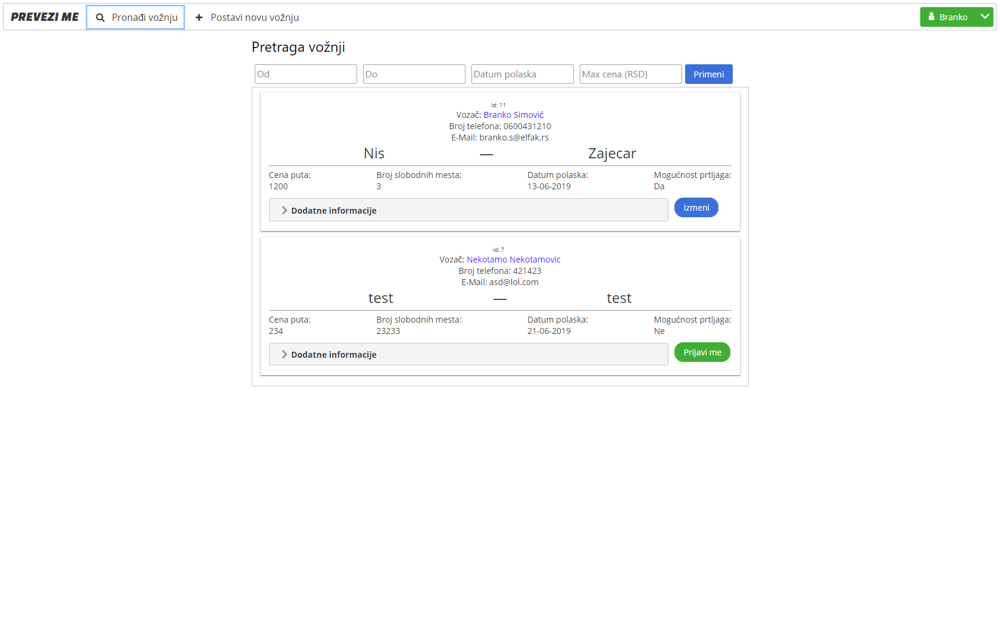 PREVEZI ME Pronađi vožnju Postavi novu vožnju Branko
Pretraga vožnji
Od Do Datum polaska Max cena (RSD) Primeni
id: 11
Vozač: Branko Simović
Broj telefona: 0600431210
E-Mail: branko.s@elfak.rs
Nis — Zajecar
Cena puta: Broj slobodnih mesta: Datum polaska: Mogućnost prtljaga:
1200 3 13-06-2019 Da
Dodatne informacije Izmeni
id: 7
Vozač: Nekotamo Nekotamovic
Broj telefona: 421423
E-Mail: asd@lol.com
test — test
Cena puta: Broj slobodnih mesta: Datum polaska: Mogućnost prtljaga:
234 23233 21-06-2019 Ne
Dodatne informacije Prijavi me